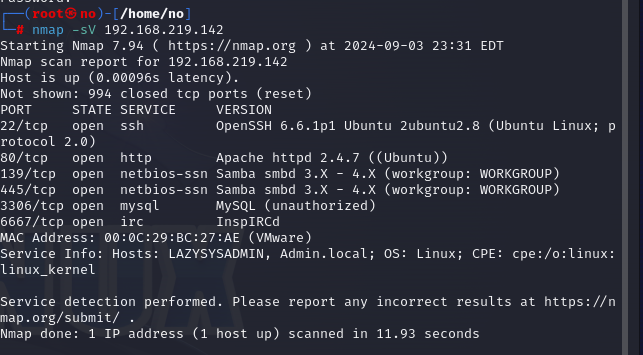 Password:
┌──(root㉿no)-[/home/no]
└─# nmap -sV 192.168.219.142
Starting Nmap 7.94 ( https://nmap.org ) at 2024-09-03 23:31 EDT
Nmap scan report for 192.168.219.142
Host is up (0.00096s latency).
Not shown: 994 closed tcp ports (reset)
PORT     STATE SERVICE     VERSION
22/tcp   open  ssh         OpenSSH 6.6.1p1 Ubuntu 2ubuntu2.8 (Ubuntu Linux; p
rotocol 2.0)
80/tcp   open  http        Apache httpd 2.4.7 ((Ubuntu))
139/tcp  open  netbios-ssn Samba smbd 3.X - 4.X (workgroup: WORKGROUP)
445/tcp  open  netbios-ssn Samba smbd 3.X - 4.X (workgroup: WORKGROUP)
3306/tcp open  mysql       MySQL (unauthorized)
6667/tcp open  irc         InspIRCd
MAC Address: 00:0C:29:BC:27:AE (VMware)
Service Info: Hosts: LAZYSYSADMIN, Admin.local; OS: Linux; CPE: cpe:/o:linux:
linux_kernel
Service detection performed. Please report any incorrect results at https://n
map.org/submit/ .
Nmap done: 1 IP address (1 host up) scanned in 11.93 seconds